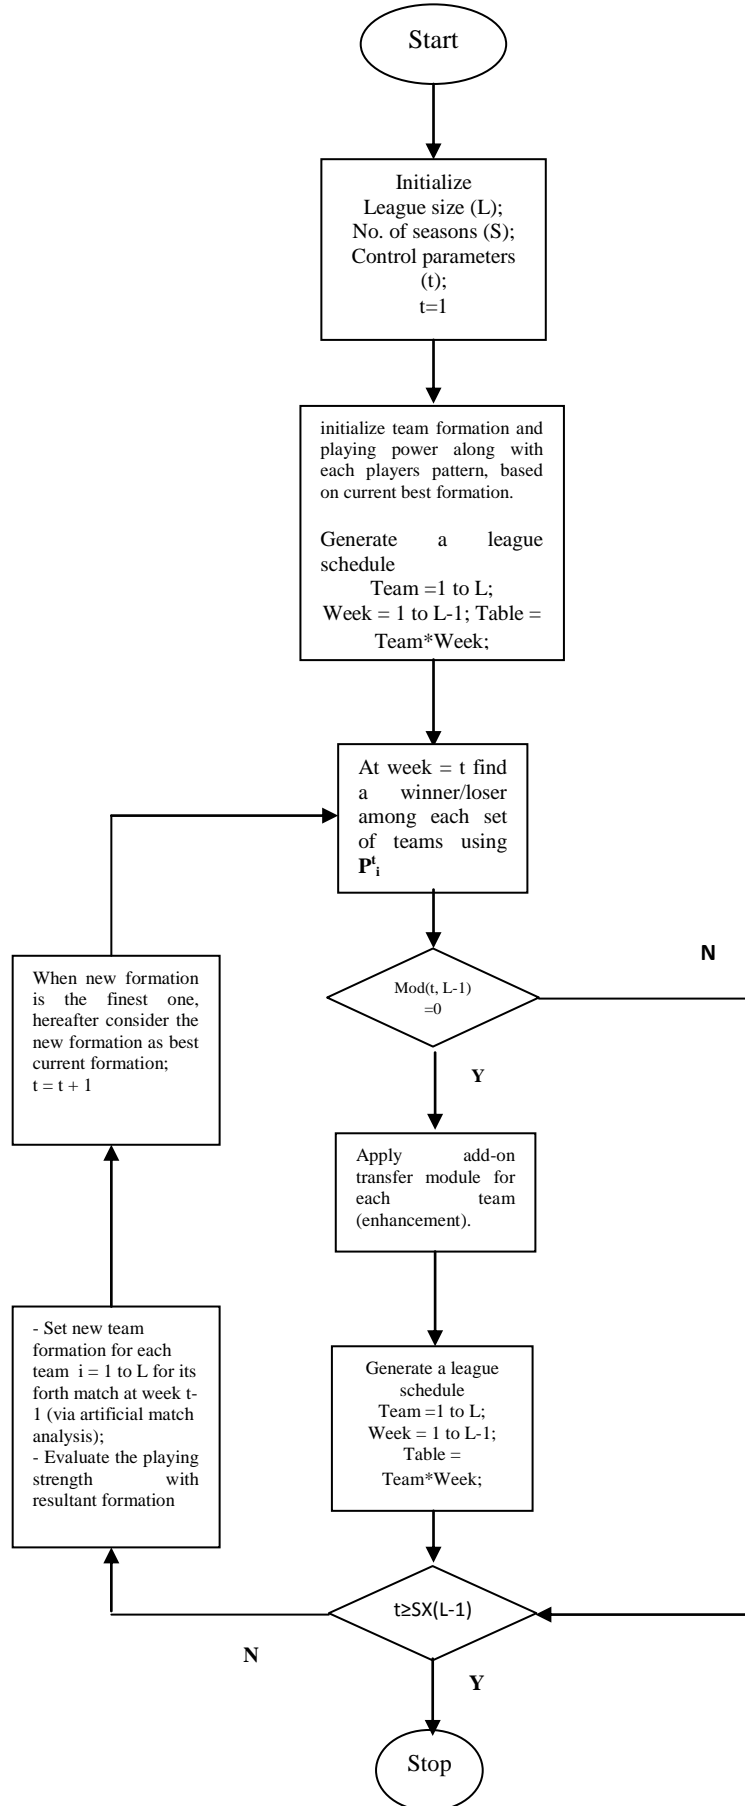 Start
Initialize
League size (L);
No. of seasons (S);
Control parameters
(t);
t=1
initialize team formation and
playing power along with
each players pattern, based
on current best formation.
Generate a league
schedule
Team =1 to L;
Week = 1 to L-1; Table =
Team*Week;
At week = t find
a winner/loser
among each set
of teams using
P^t_i
Mod(t, L-1)
=0
N
Y
Apply add-on
transfer module for
each team
(enhancement).
Generate a league
schedule
Team =1 to L;
Week = 1 to L-1;
Table =
Team*Week;
t≥SX(L-1)
N
Y
Stop
- Set new team
formation for each
team i = 1 to L for its
forth match at week t-
1 (via artificial match
analysis);
- Evaluate the playing
strength with
resultant formation
When new formation
is the finest one,
hereafter consider the
new formation as best
current formation;
t = t + 1